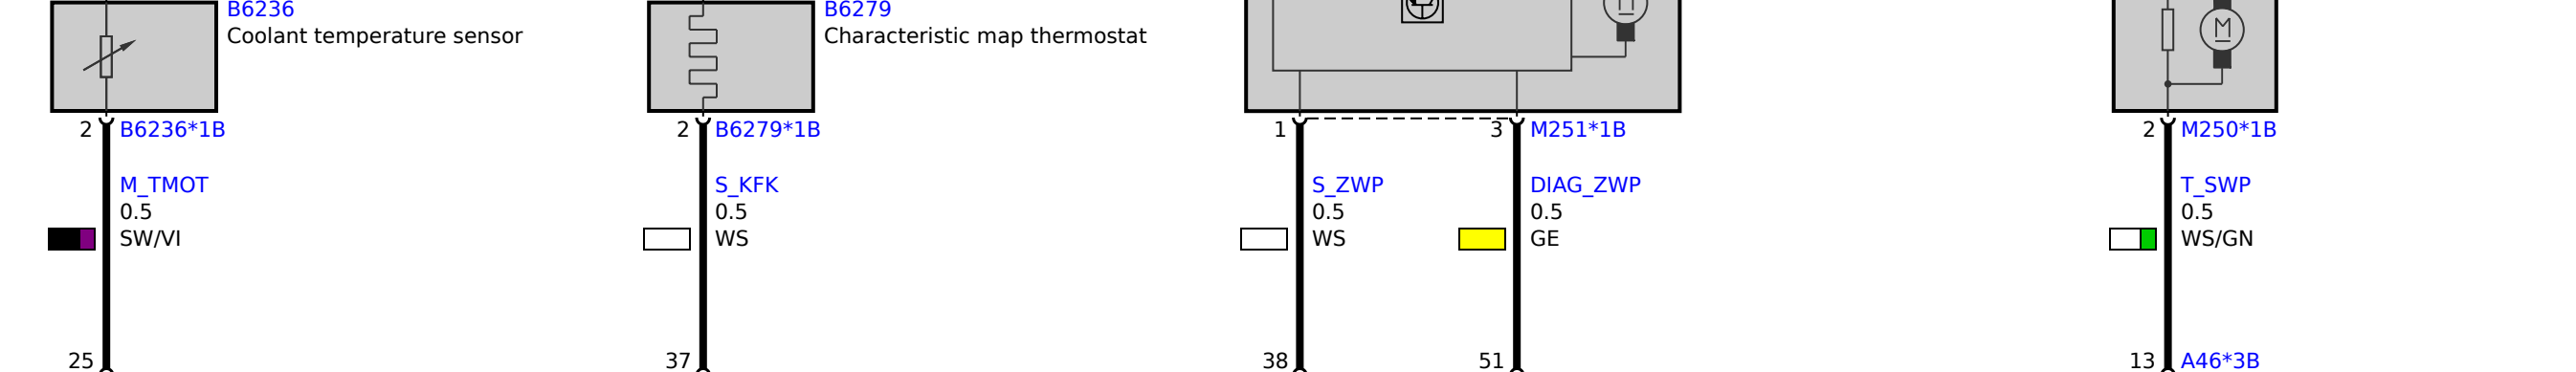 B6236
Coolant temperature sensor
B6279
Characteristic map thermostat
M
2 B6236*1B
2 B6279*1B
1
3 M251*1B
2 M250*1B
M_TMOT
0.5
SW/VI
S_KFK
0.5
WS
S_ZWP
0.5
WS
DIAG_ZWP
0.5
GE
T_SWP
0.5
WS/GN
25
37
38
51
13 A46*3B